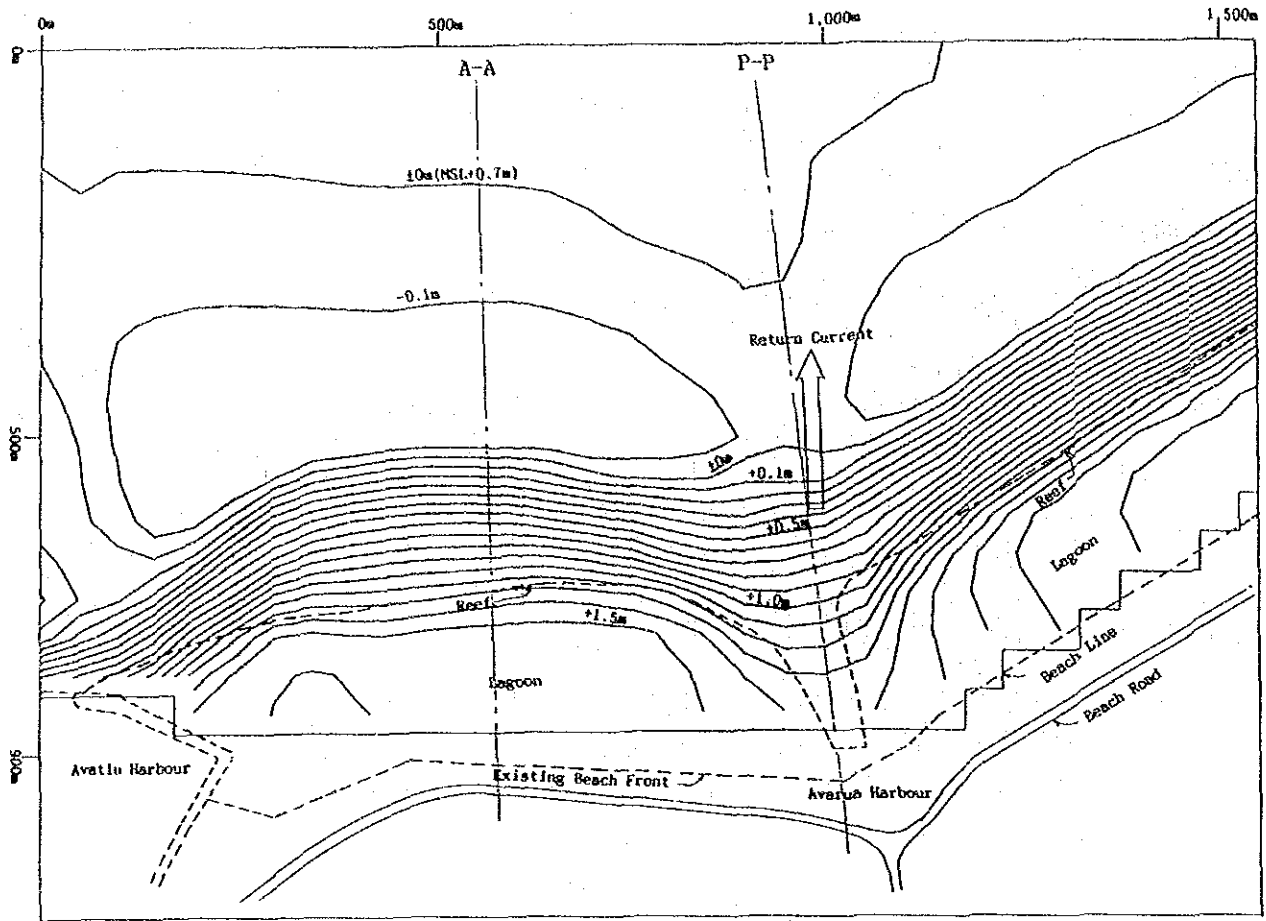 0m
500m
1,000m
1,500m
0m
A-A
P-P
±0m(MSL+0.7m)
-0.1m
Return Current
500m
±0m
+0.1m
+0.5m
Reef
Lagoon
+1.0m
Reef
+1.5m
Lagoon
Beach Line
Beach Road
900m
Avatiu Harbour
Existing Beach Front
Avarua Harbour